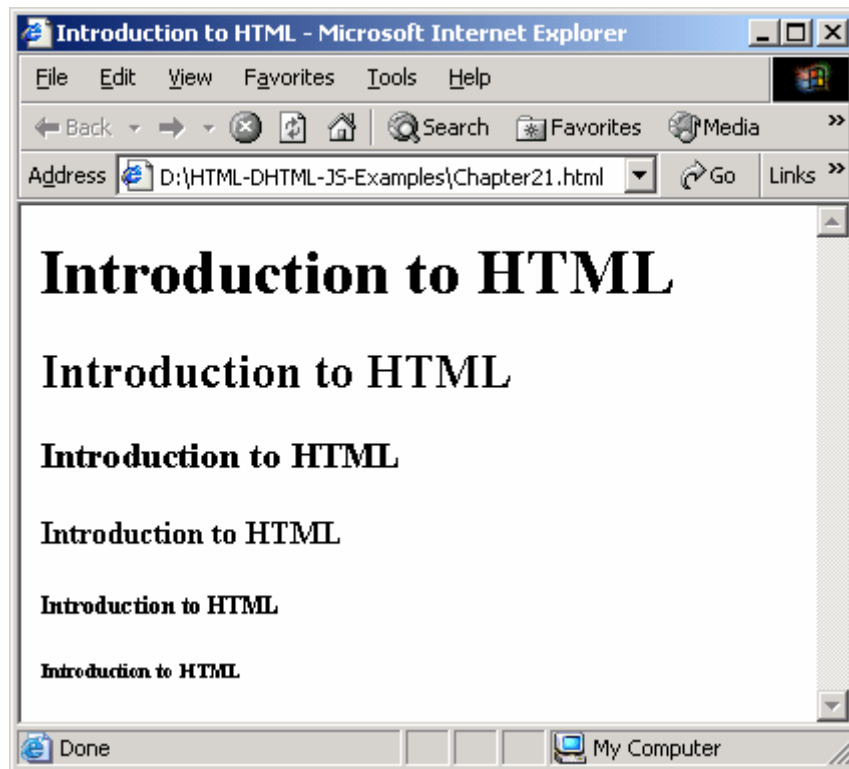 Introduction to HTML - Microsoft Internet Explorer
File Edit View Favorites Tools Help
Back Search Favorites Media »
Address D:\HTML-DHTML-JS-Examples\Chapter21.html Go Links »
Introduction to HTML
Introduction to HTML
Introduction to HTML
Introduction to HTML
Introduction to HTML
Introduction to HTML
Done My Computer